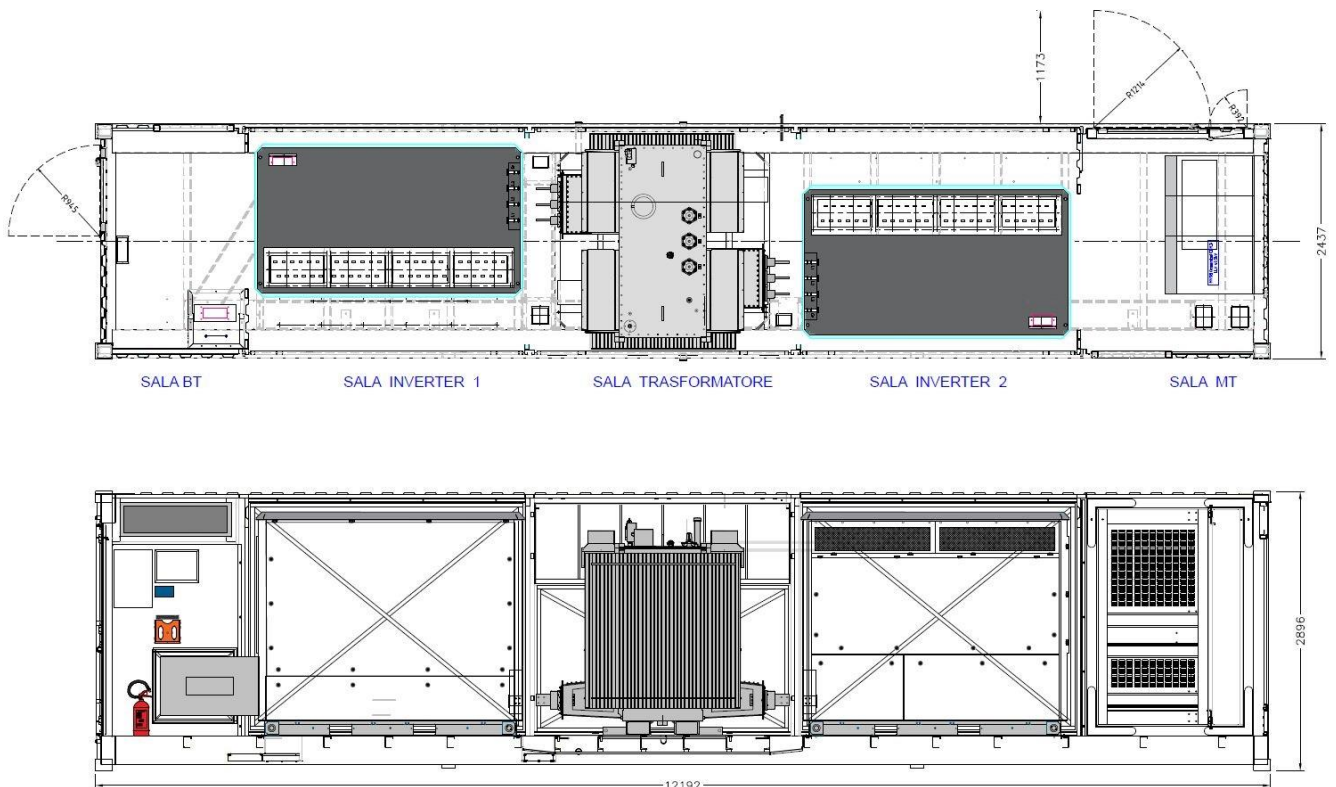 1173
R1214
R392
R945
2437
SALA BT
SALA INVERTER 1
SALA TRASFORMATORE
SALA INVERTER 2
SALA MT
2896
12192